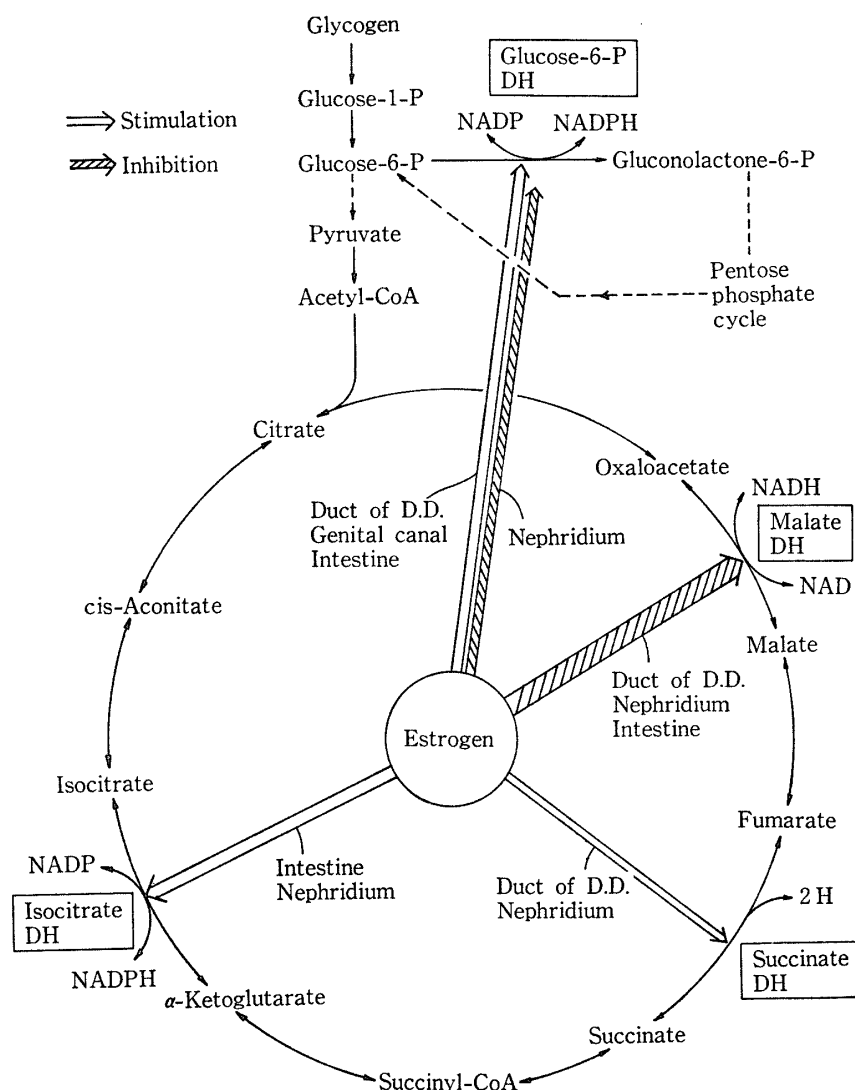 Glycogen
Glucose-6-P
DH
Glucose-1-P
Stimulation
NADP
NADPH
Inhibition
Glucose-6-P
Gluconolactone-6-P
Pyruvate
Acetyl-CoA
Pentose
phosphate
cycle
Citrate
Oxaloacetate
Duct of D.D.
Genital canal
Intestine
Nephridium
NADH
Malate
DH
NAD
cis-Aconitate
Malate
Duct of D.D.
Nephridium
Intestine
Estrogen
Isocitrate
Fumarate
NADP
Intestine
Nephridium
Duct of D.D.
Nephridium
2H
Isocitrate
DH
Succinate
DH
NADPH
α-Ketoglutarate
Succinate
Succinyl-CoA